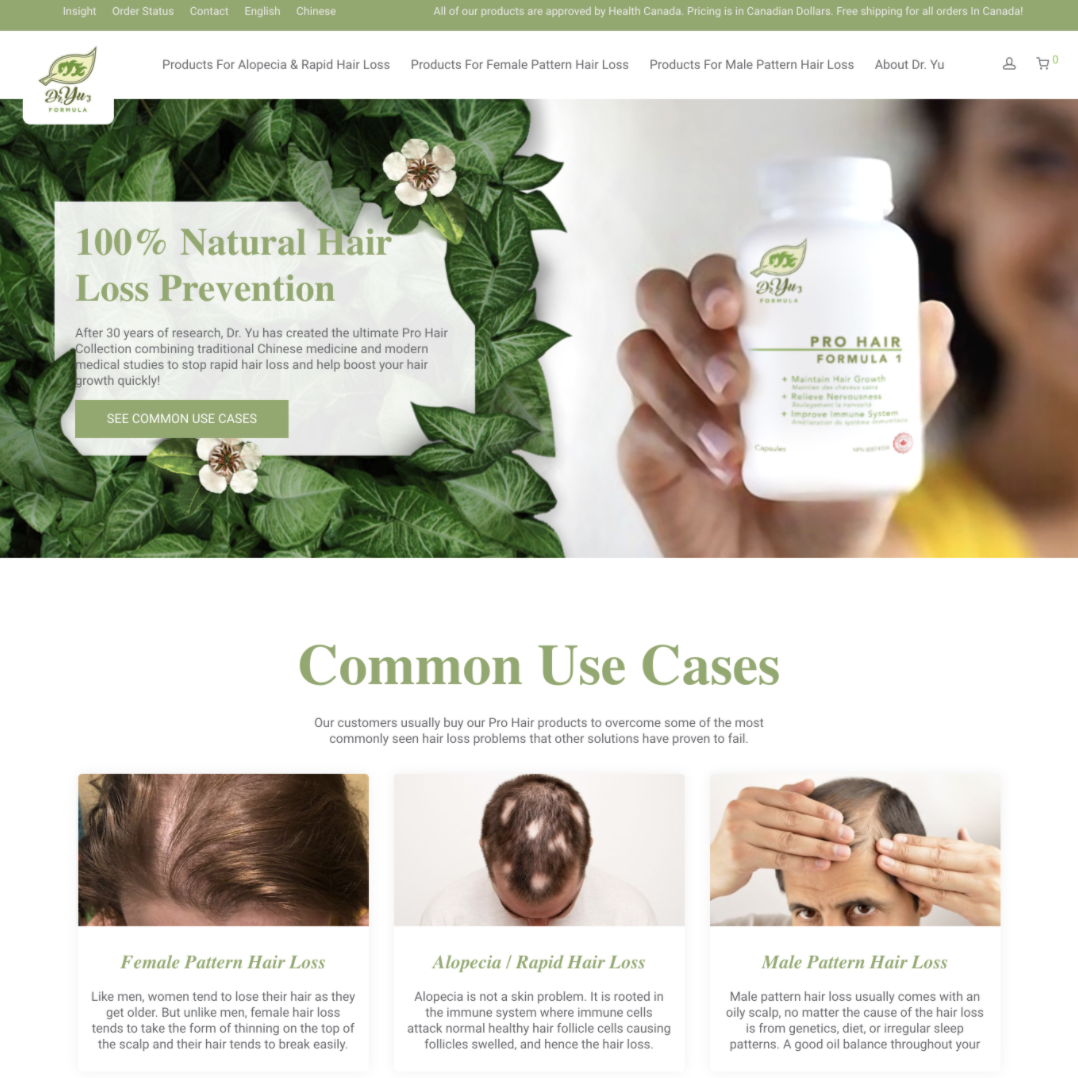 Insight Order Status Contact English Chinese All of our products are approved by Health Canada. Pricing is in Canadian Dollars. Free shipping for all orders In Canada!
Products For Alopecia & Rapid Hair Loss Products For Female Pattern Hair Loss Products For Male Pattern Hair Loss About Dr. Yu 0
Dr.Yu's
FORMULA
100% Natural Hair
Loss Prevention
After 30 years of research, Dr. Yu has created the ultimate Pro Hair
Collection combining traditional Chinese medicine and modern
medical studies to stop rapid hair loss and help boost your hair
growth quickly!
SEE COMMON USE CASES
Dr.Yu's
FORMULA
PRO HAIR
FORMULA 1
+ Maintain Hair Growth
Maintien des cheveux sains
+ Relieve Nervousness
Soulagement la nervosité
+ Improve Immune System
Amélioration du système immunitaire
Capsules
Common Use Cases
Our customers usually buy our Pro Hair products to overcome some of the most
commonly seen hair loss problems that other solutions have proven to fail.
Female Pattern Hair Loss
Like men, women tend to lose their hair as they
get older. But unlike men, female hair loss
tends to take the form of thinning on the top of
the scalp and their hair tends to break easily.
Alopecia / Rapid Hair Loss
Alopecia is not a skin problem. It is rooted in
the immune system where immune cells
attack normal healthy hair follicle cells causing
follicles swelled, and hence the hair loss.
Male Pattern Hair Loss
Male pattern hair loss usually comes with an
oily scalp, no matter the cause of the hair loss
is from genetics, diet, or irregular sleep
patterns. A good oil balance throughout your